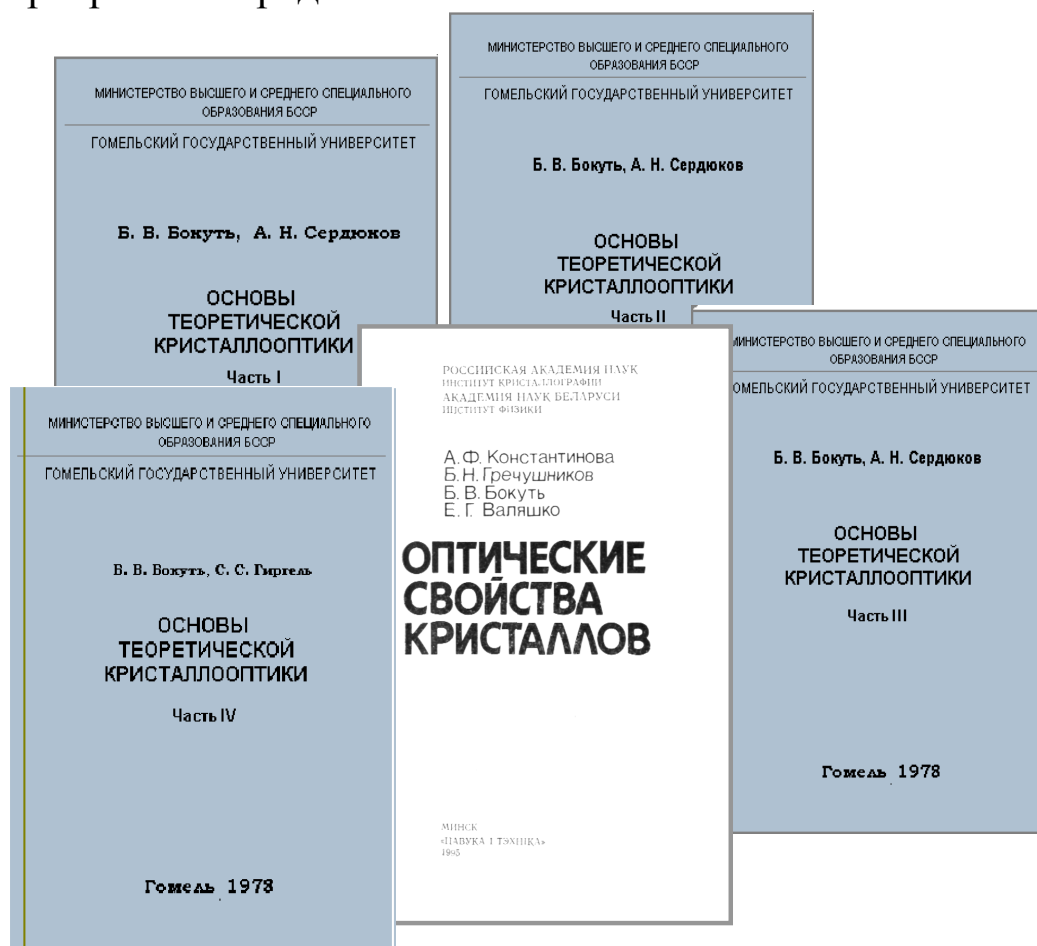 МИНИСТЕРСТВО ВЫСШЕГО И СРЕДНЕГО СПЕЦИАЛЬНОГО
ОБРАЗОВАНИЯ БССР
ГОМЕЛЬСКИЙ ГОСУДАРСТВЕННЫЙ УНИВЕРСИТЕТ
Б. В. Бокуть, А. Н. Сердюков
ОСНОВЫ
ТЕОРЕТИЧЕСКОЙ
КРИСТАЛЛООПТИКИ
Часть I
МИНИСТЕРСТВО ВЫСШЕГО И СРЕДНЕГО СПЕЦИАЛЬНОГО
ОБРАЗОВАНИЯ БССР
ГОМЕЛЬСКИЙ ГОСУДАРСТВЕННЫЙ УНИВЕРСИТЕТ
Б. В. Бокуть, А. Н. Сердюков
ОСНОВЫ
ТЕОРЕТИЧЕСКОЙ
КРИСТАЛЛООПТИКИ
Часть II
МИНИСТЕРСТВО ВЫСШЕГО И СРЕДНЕГО СПЕЦИАЛЬНОГО
ОБРАЗОВАНИЯ БССР
ГОМЕЛЬСКИЙ ГОСУДАРСТВЕННЫЙ УНИВЕРСИТЕТ
Б. В. Бокуть, А. Н. Сердюков
ОСНОВЫ
ТЕОРЕТИЧЕСКОЙ
КРИСТАЛЛООПТИКИ
Часть III
Гомель 1978
МИНИСТЕРСТВО ВЫСШЕГО И СРЕДНЕГО СПЕЦИАЛЬНОГО
ОБРАЗОВАНИЯ БССР
ГОМЕЛЬСКИЙ ГОСУДАРСТВЕННЫЙ УНИВЕРСИТЕТ
Б. В. Бокуть, С. С. Гиргель
ОСНОВЫ
ТЕОРЕТИЧЕСКОЙ
КРИСТАЛЛООПТИКИ
Часть IV
Гомель 1978
РОССИЙСКАЯ АКАДЕМИЯ НАУК
ИНСТИТУТ КРИСТАЛЛОГРАФИИ
АКАДЕМИЯ НАУК БЕЛАРУСИ
ИНСТИТУТ ФИЗИКИ
А.Ф. Константинова
Б.Н. Гречушников
Б. В. Бокуть
Е. Г. Валяшко
ОПТИЧЕСКИЕ
СВОЙСТВА
КРИСТАЛЛОВ
МИНСК
«НАВУКА І ТЭХНІКА»
1995